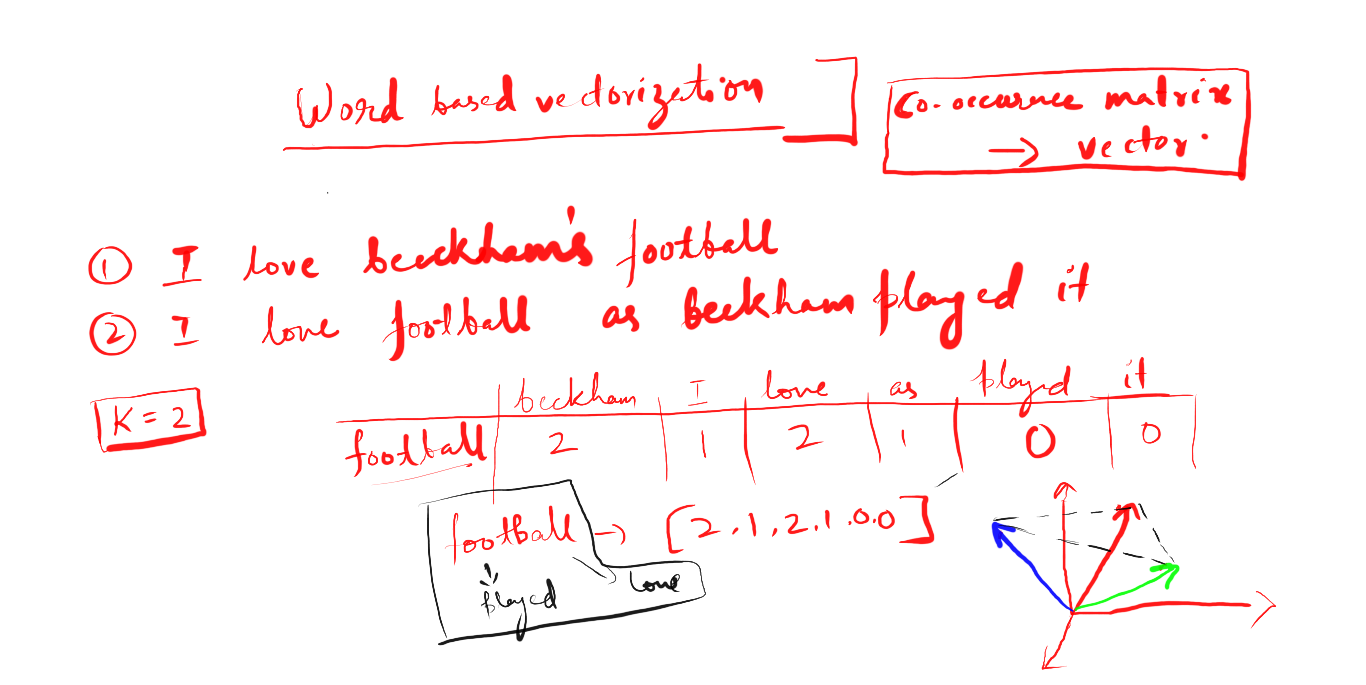 Word based vectorization
Co-occurence matrix
→ vector.
① I love beckham's football
② I love football as beckham played it
K = 2
beckham I love as played it
football 2 1 2 1 0 0
football → [2, 1, 2, 1, 0, 0]
played love